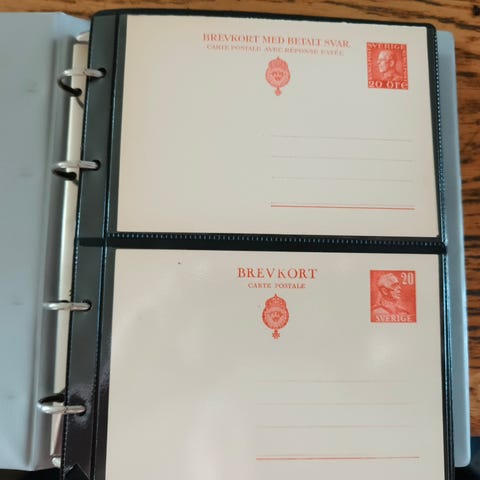 BREVKORT MED BETALT SVAR.
CARTE POSTALE AVEC RÉPONSE PAYÉE
SVERIGE
20 ÖRE
BREVKORT
CARTE POSTALE
20
SVERIGE